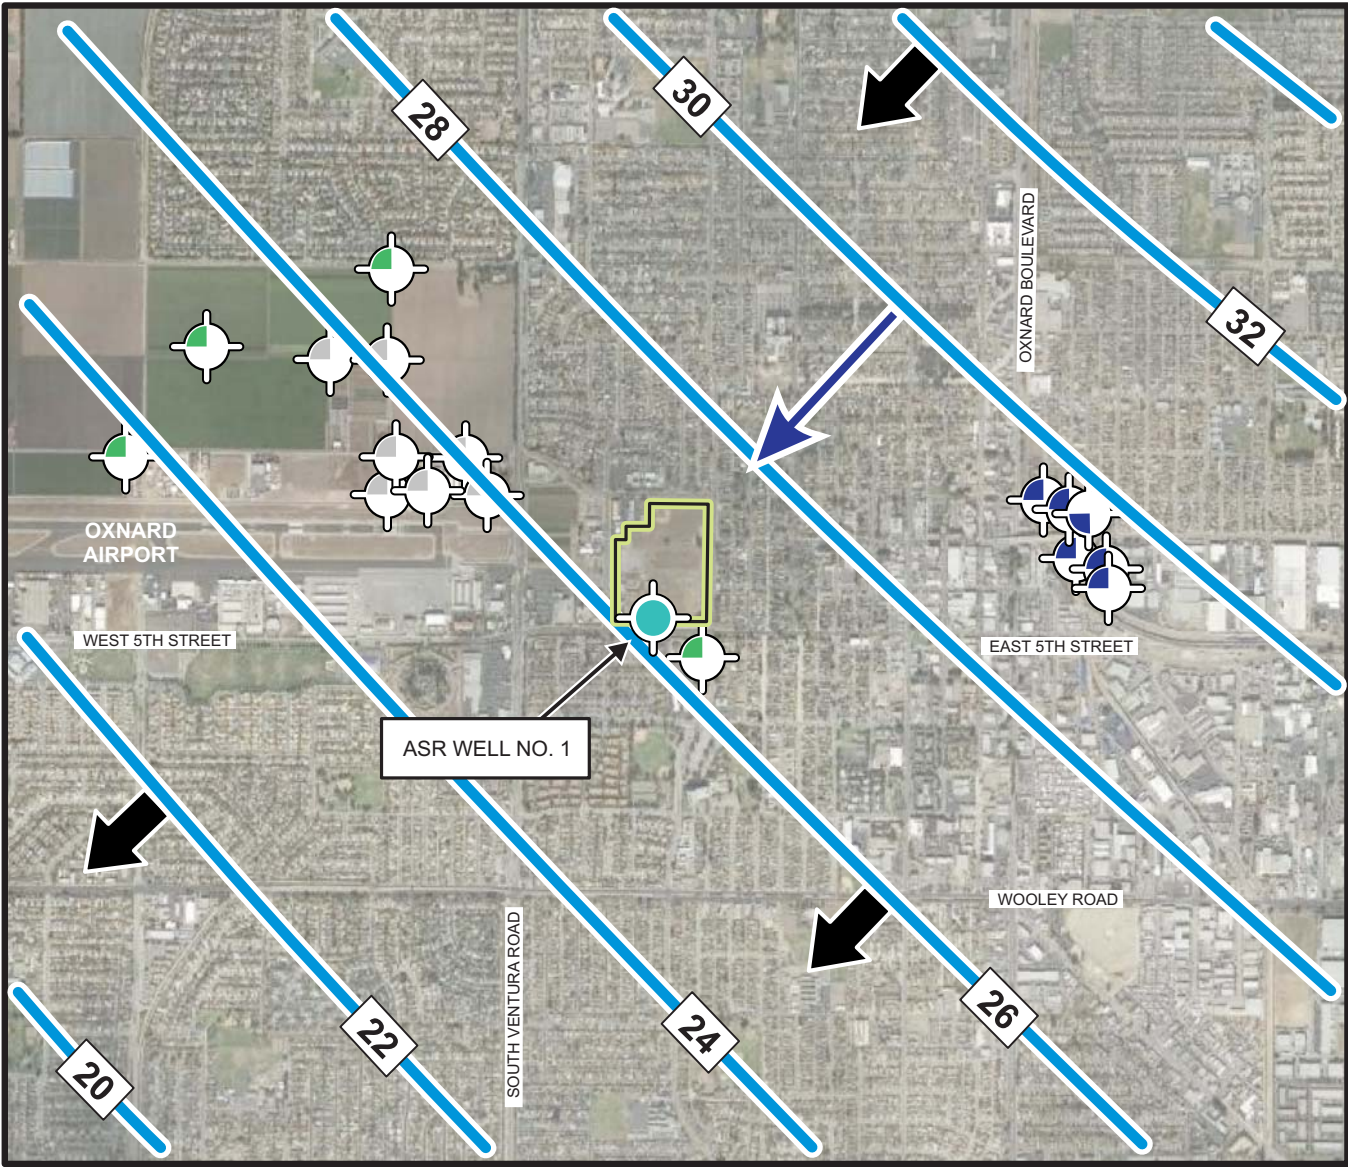 28
30
OXNARD BOULEVARD
32
OXNARD
AIRPORT
WEST 5TH STREET
EAST 5TH STREET
ASR WELL NO. 1
WOOLEY ROAD
SOUTH VENTURA ROAD
26
22
24
20